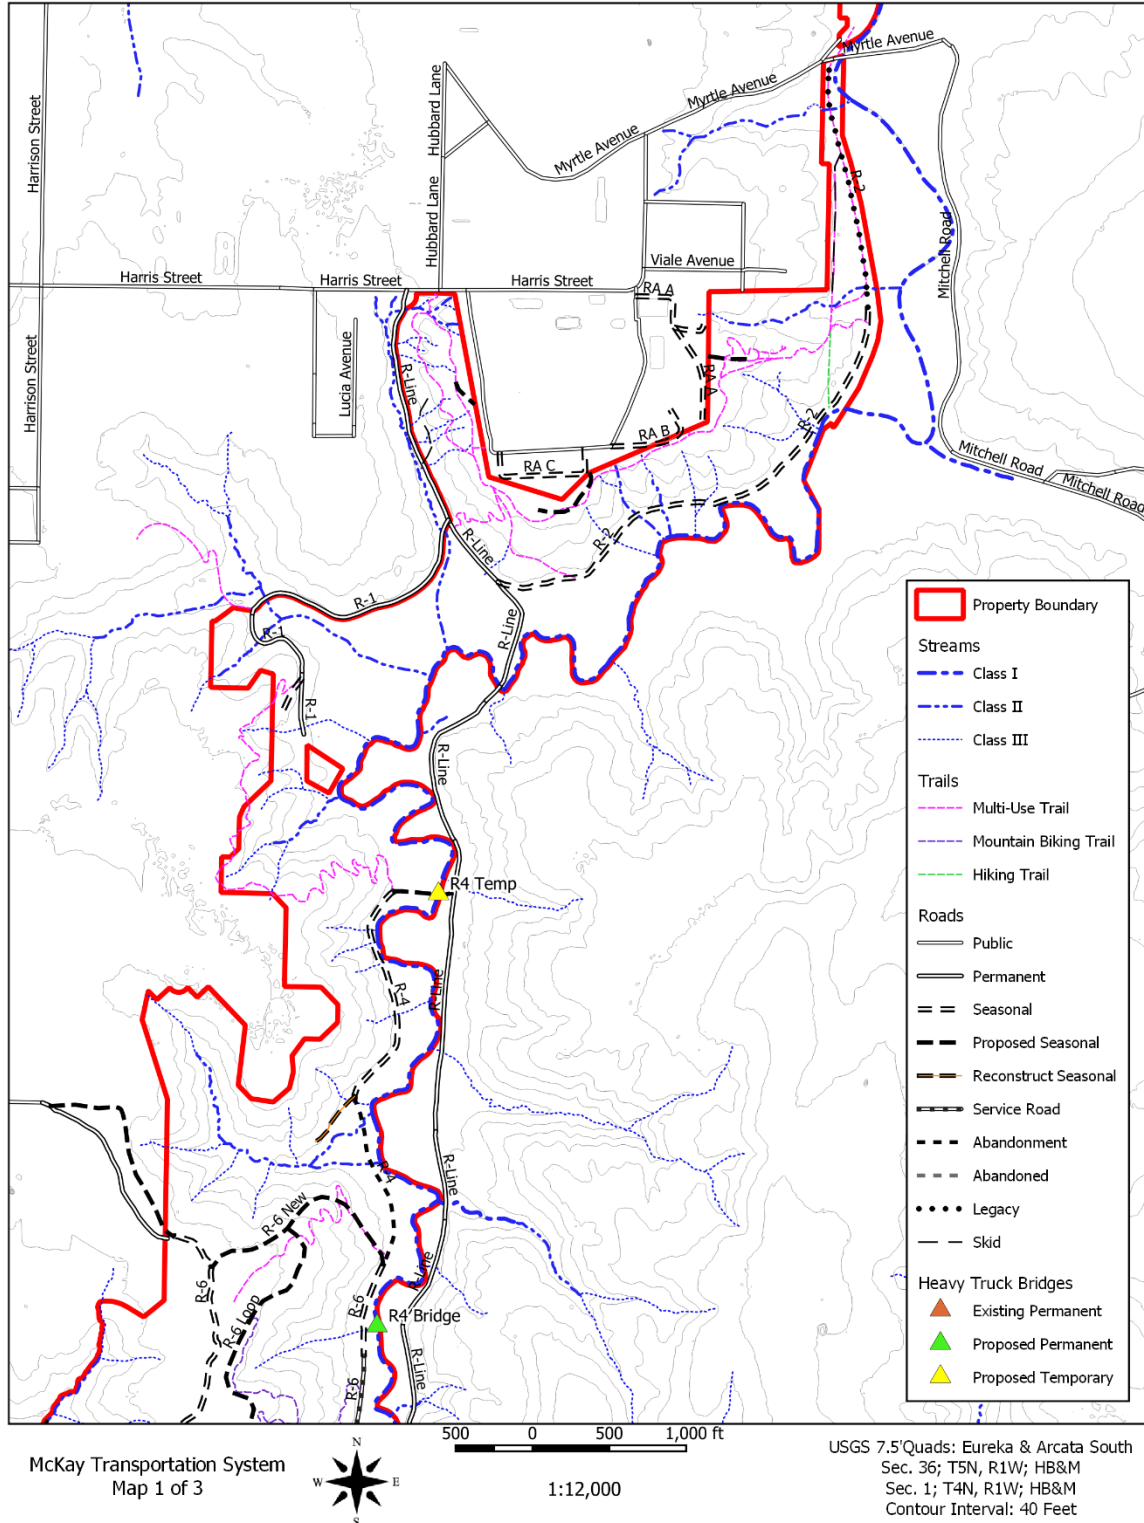 Myrtle Avenue
Myrtle Avenue
Myrtle Avenue
Harrison Street
Hubbard Lane
Hubbard Lane
R-2
Mitchell Road
Viale Avenue
Harris Street
Harris Street
Harris Street
RA A
Harrison Street
Lucia Avenue
R-Line
RA A
R-2
RA B
RA C
Mitchell Road
Mitchell Road
R-Line
R-2
R-1
R-1
R-Line
R-1
R-Line
R4 Temp
R-4
R-Line
R-4
R-Line
R-6 New
R-6
R-Line
R-6
R-6 Loop
R4 Bridge
R-Line
R-6
Property Boundary
Streams
Class I
Class II
Class III
Trails
Multi-Use Trail
Mountain Biking Trail
Hiking Trail
Roads
Public
Permanent
Seasonal
Proposed Seasonal
Reconstruct Seasonal
Service Road
Abandonment
Abandoned
Legacy
Skid
Heavy Truck Bridges
Existing Permanent
Proposed Permanent
Proposed Temporary
McKay Transportation System
Map 1 of 3
N
W E
S
500 0 500 1,000 ft
1:12,000
USGS 7.5'Quads: Eureka & Arcata South
Sec. 36; T5N, R1W; HB&M
Sec. 1; T4N, R1W; HB&M
Contour Interval: 40 Feet